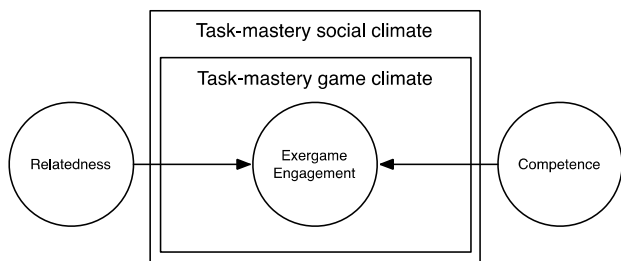 Task-mastery social climate
Task-mastery game climate
Relatedness
Exergame
Engagement
Competence